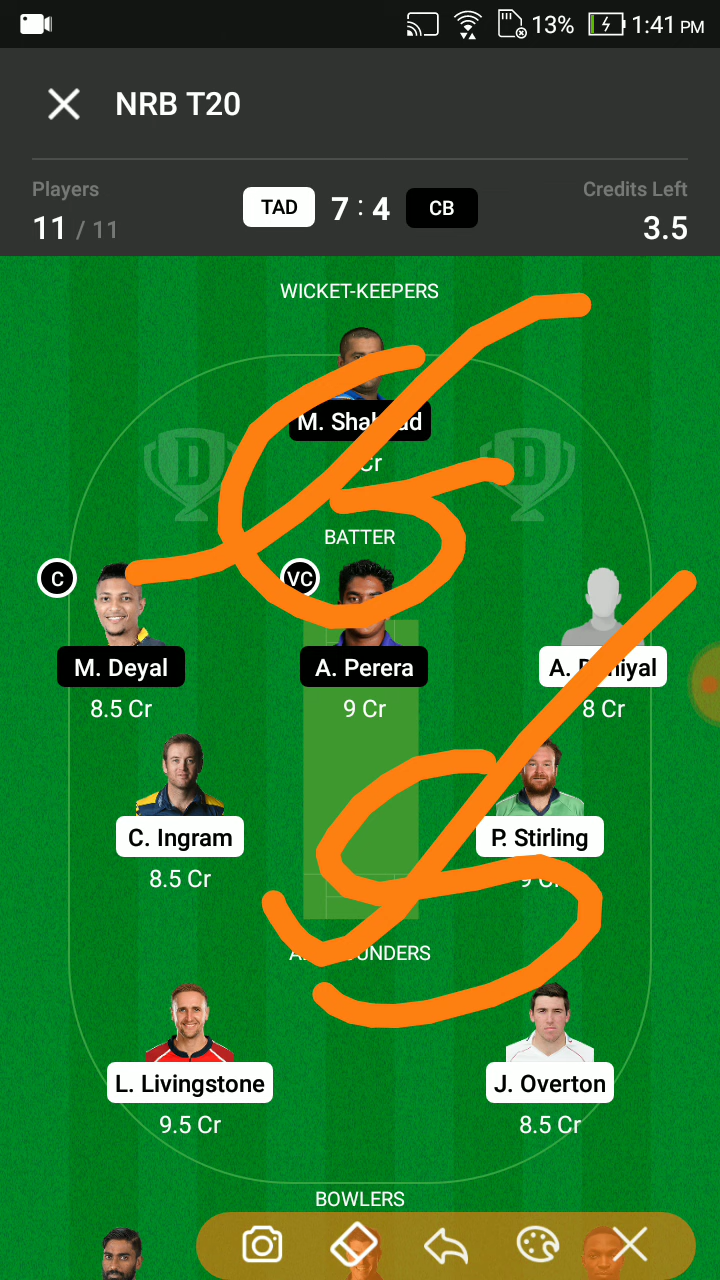 13% 1:41 PM
NRB T20
Players
Credits Left
11 / 11
TAD 7 : 4 CB
3.5
WICKET-KEEPERS
M.
Cr
BATTER
C
VC
M. Deyal
A. Perera
A.
8.5 Cr
9 Cr
8 Cr
C. Ingram
P. Stirling
8.5 Cr
9 Cr
L. Livingstone
J. Overton
9.5 Cr
8.5 Cr
BOWLERS